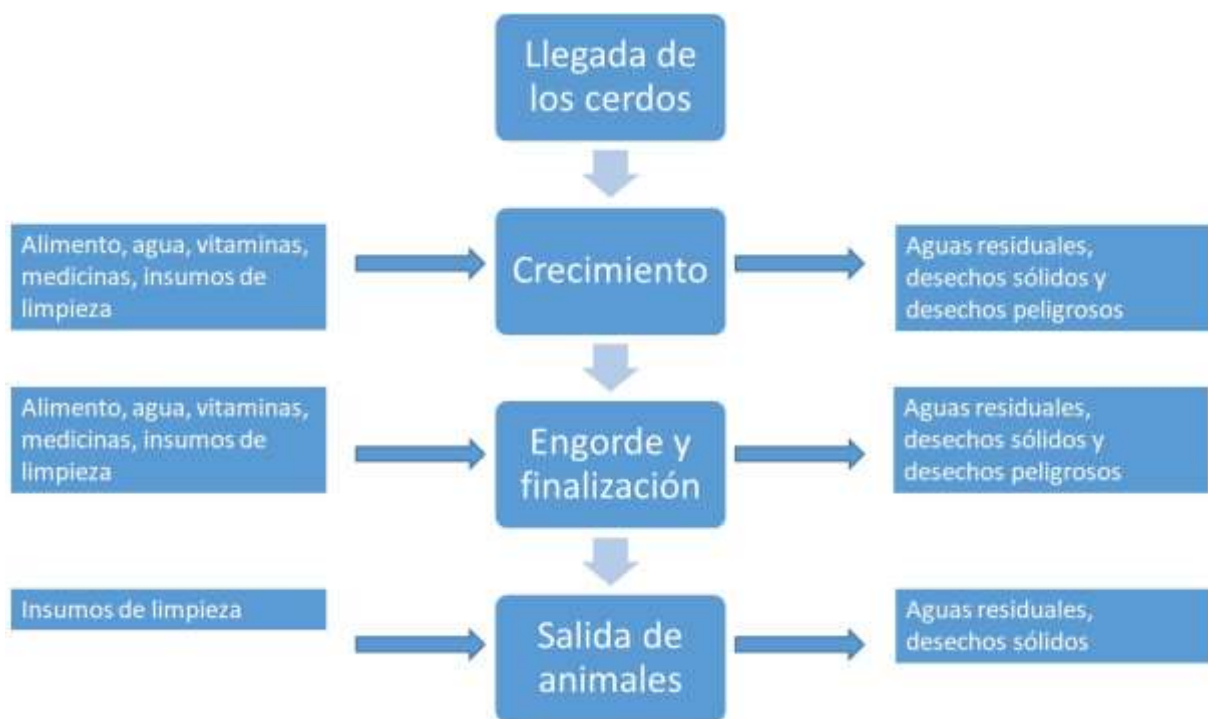 Llegada de
los cerdos
Alimento, agua, vitaminas,
medicinas, insumos de
limpieza
Crecimiento
Aguas residuales,
desechos sólidos y
desechos peligrosos
Alimento, agua, vitaminas,
medicinas, insumos de
limpieza
Engorde y
finalización
Aguas residuales,
desechos sólidos y
desechos peligrosos
Insumos de limpieza
Salida de
animales
Aguas residuales,
desechos sólidos